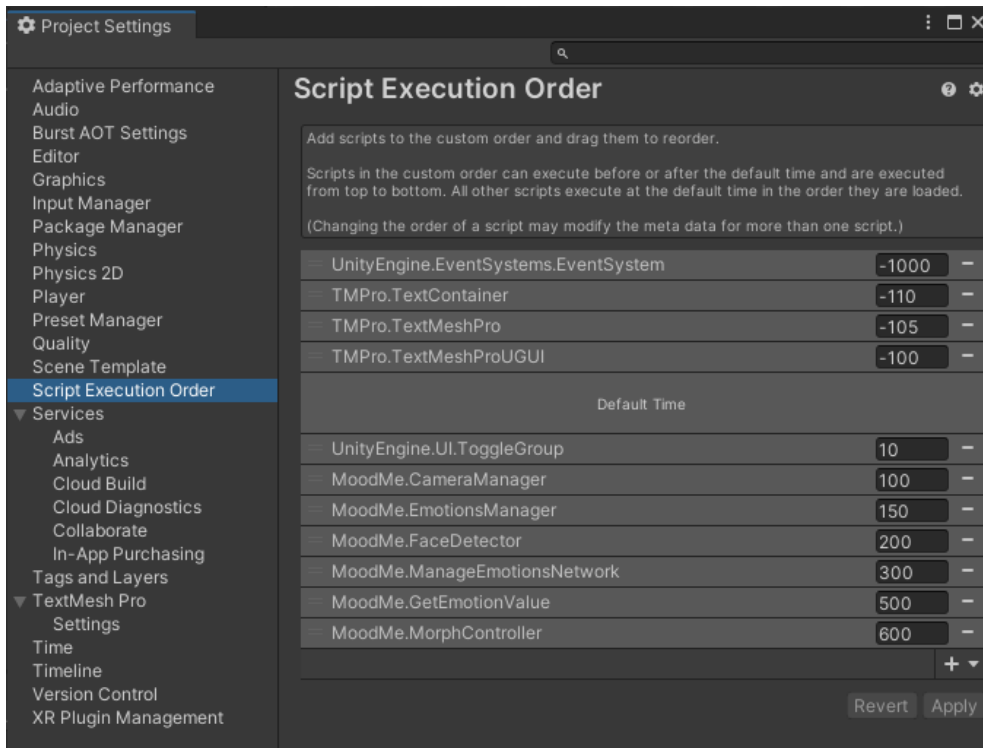 Project Settings
Adaptive Performance
Audio
Burst AOT Settings
Editor
Graphics
Input Manager
Package Manager
Physics
Physics 2D
Player
Preset Manager
Quality
Scene Template
Script Execution Order
Services
Ads
Analytics
Cloud Build
Cloud Diagnostics
Collaborate
In-App Purchasing
Tags and Layers
TextMesh Pro
Settings
Time
Timeline
Version Control
XR Plugin Management
Script Execution Order
Add scripts to the custom order and drag them to reorder.
Scripts in the custom order can execute before or after the default time and are executed
from top to bottom. All other scripts execute at the default time in the order they are loaded.
(Changing the order of a script may modify the meta data for more than one script.)
UnityEngine.EventSystems.EventSystem -1000
TMPro.TextContainer -110
TMPro.TextMeshPro -105
TMPro.TextMeshProUGUI -100
Default Time
UnityEngine.UI.ToggleGroup 10
MoodMe.CameraManager 100
MoodMe.EmotionsManager 150
MoodMe.FaceDetector 200
MoodMe.ManageEmotionsNetwork 300
MoodMe.GetEmotionValue 500
MoodMe.MorphController 600
Revert Apply